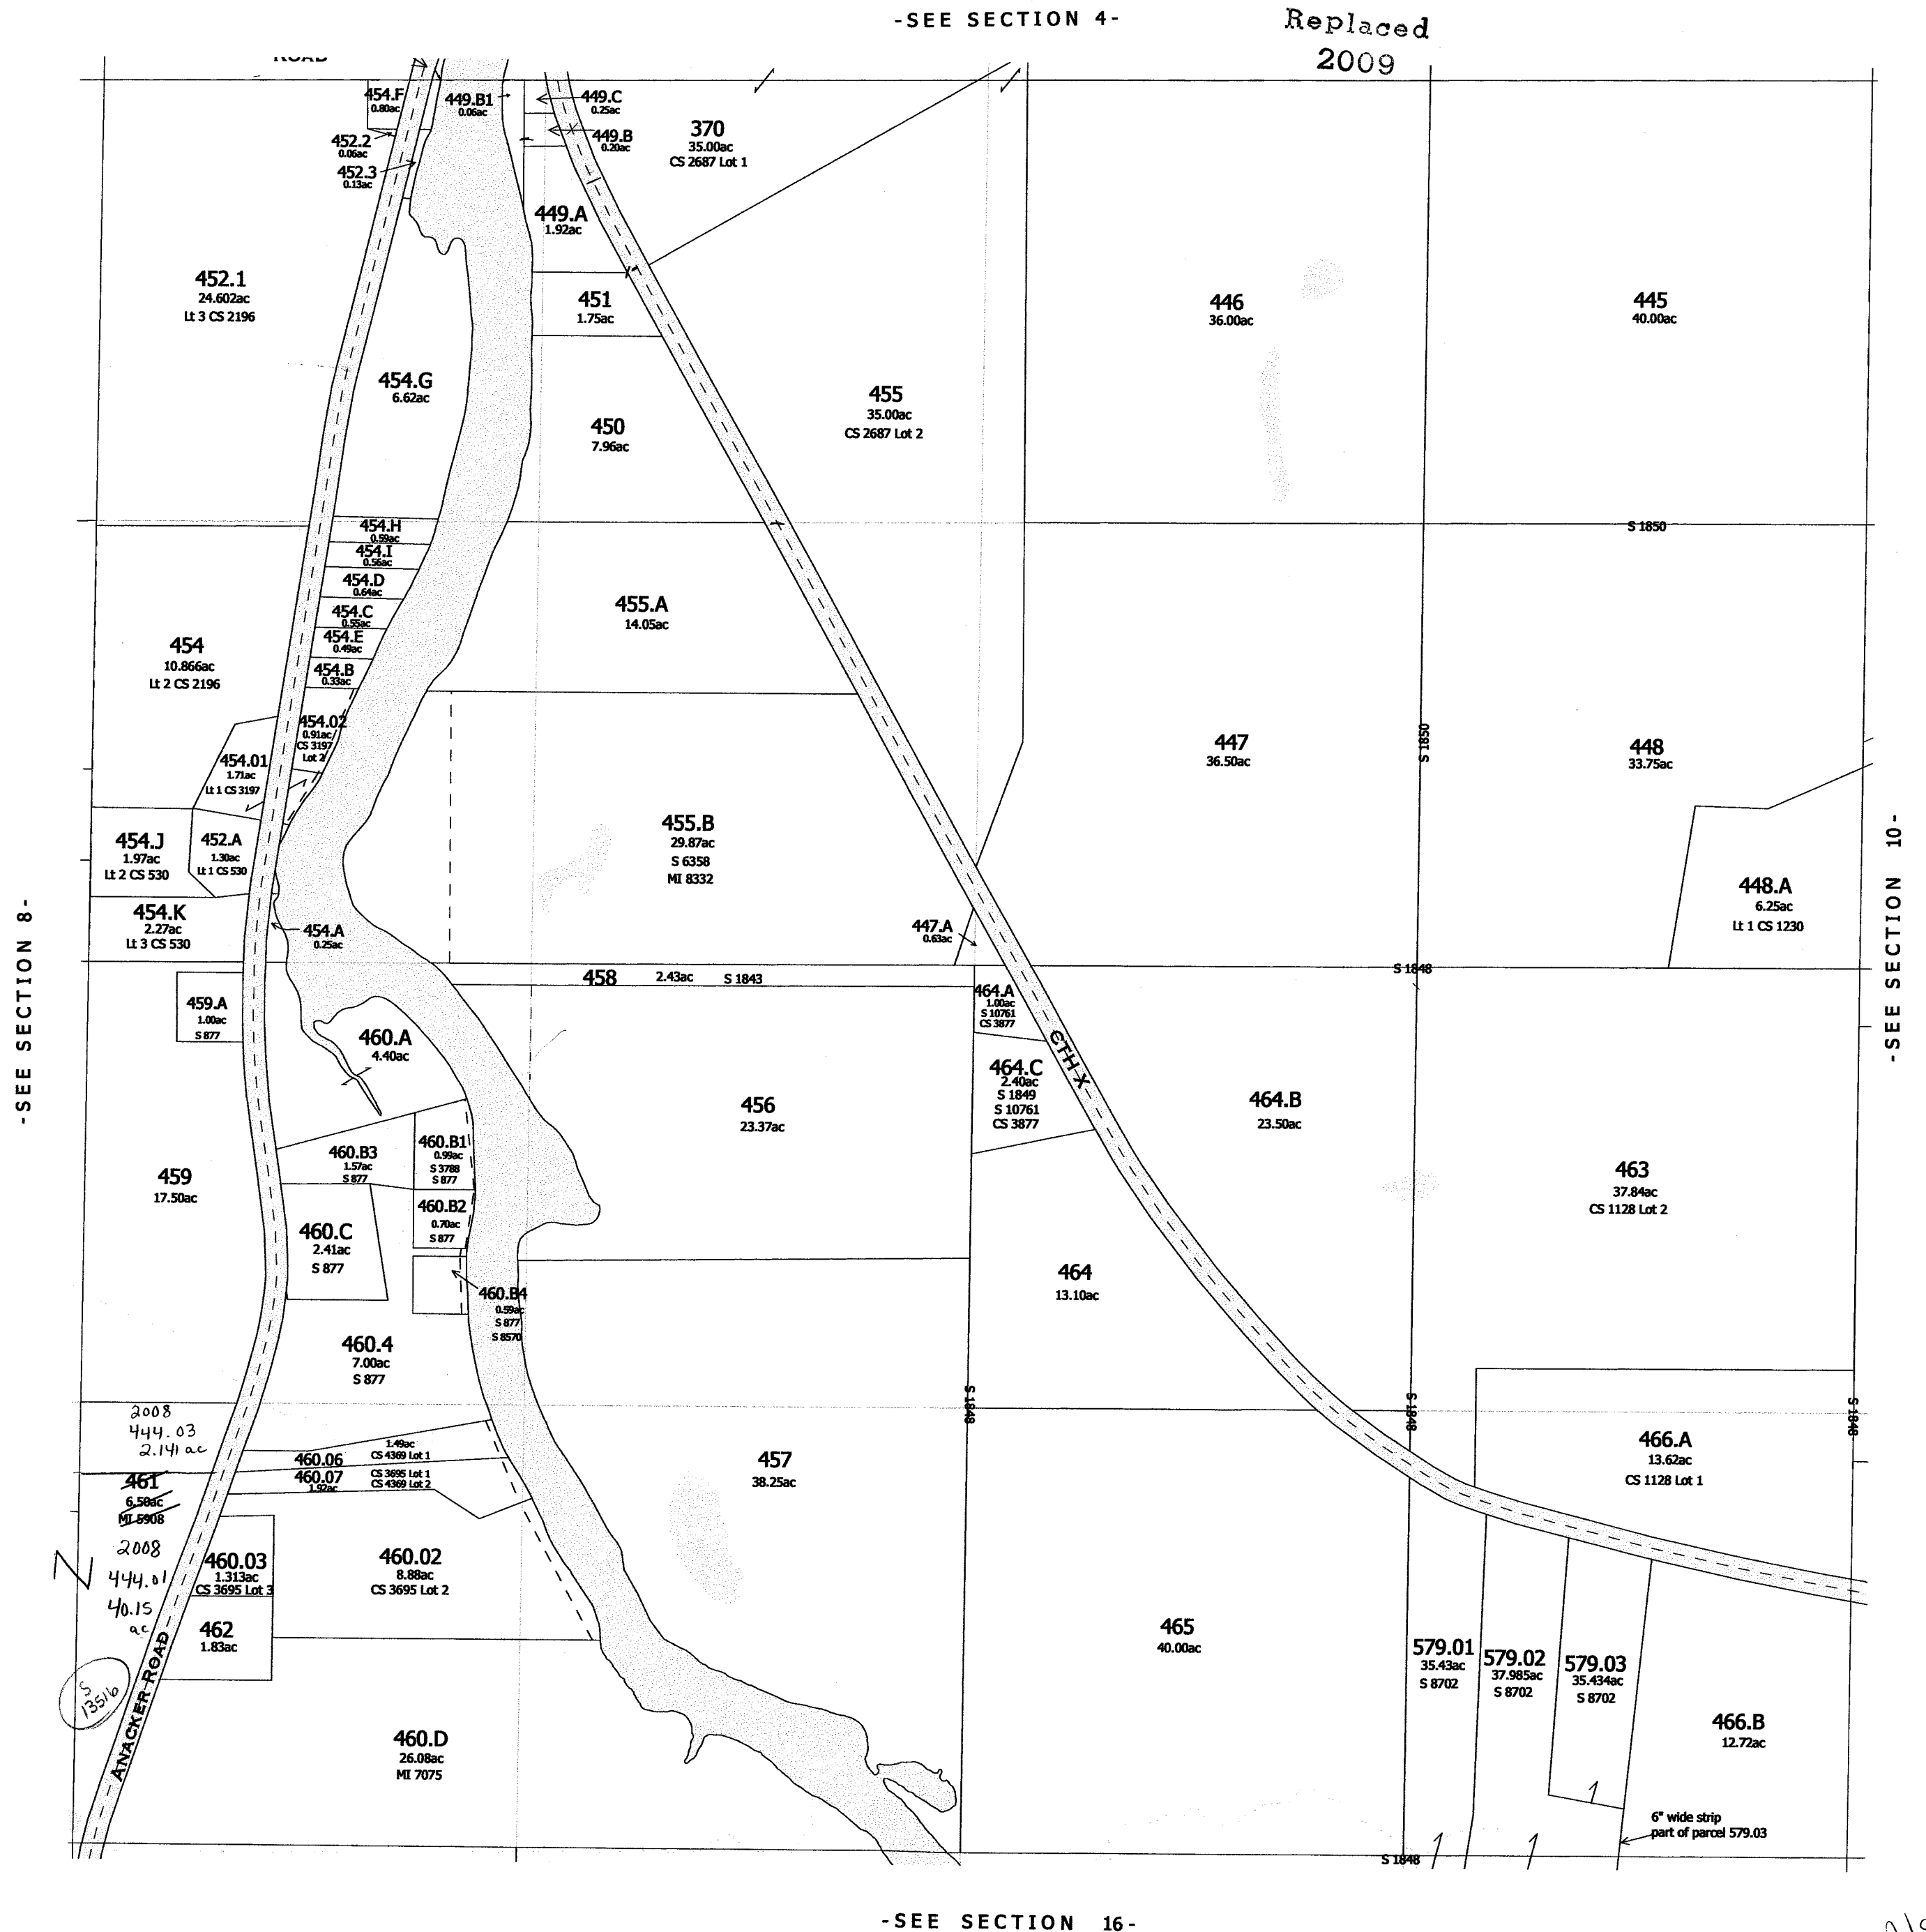 -SEE SECTION 4-
Replaced
2009
ROAD
454.F
0.80ac
449.B1
0.06ac
449.C
0.25ac
449.B
0.20ac
370
35.00ac
CS 2687 Lot 1
452.2
0.06ac
452.3
0.13ac
449.A
1.92ac
452.1
24.602ac
Lt 3 CS 2196
451
1.75ac
446
36.00ac
445
40.00ac
454.G
6.62ac
455
35.00ac
CS 2687 Lot 2
450
7.96ac
454.H
0.59ac
S 1850
454.I
0.56ac
454.D
0.64ac
454.C
0.55ac
454.E
0.49ac
454.B
0.33ac
455.A
14.05ac
454
10.866ac
Lt 2 CS 2196
454.02
0.91ac
CS 3197
Lot 2
454.01
1.71ac
Lt 1 CS 3197
447
36.50ac
S 1850
448
33.75ac
454.J
1.97ac
Lt 2 CS 530
452.A
1.30ac
Lt 1 CS 530
455.B
29.87ac
S 6358
MI 8332
448.A
6.25ac
Lt 1 CS 1230
-SEE SECTION 8-
-SEE SECTION 10-
454.K
2.27ac
Lt 3 CS 530
454.A
0.25ac
447.A
0.63ac
458
2.43ac
S 1843
S 1848
459.A
1.00ac
S 877
464.A
1.00ac
S 10761
CS 3877
460.A
4.40ac
CTH X
464.C
2.40ac
S 1849
S 10761
CS 3877
456
23.37ac
464.B
23.50ac
460.B3
1.57ac
S 877
460.B1
0.99ac
S 3788
S 877
459
17.50ac
463
37.84ac
CS 1128 Lot 2
460.B2
0.70ac
S 877
460.C
2.41ac
S 877
464
13.10ac
460.B4
0.59ac
S 877
S 8570
460.4
7.00ac
S 877
2008
444.03
2.141 ac
S 1848
S 1848
S 1848
460.06
1.49ac
CS 4369 Lot 1
460.07
1.92ac
CS 3695 Lot 1
CS 4369 Lot 2
457
38.25ac
466.A
13.62ac
CS 1128 Lot 1
461
6.50ac
MI 5908
2008
444.01
40.15
ac
460.03
1.313ac
CS 3695 Lot 3
460.02
8.88ac
CS 3695 Lot 2
462
1.83ac
465
40.00ac
579.01
35.43ac
S 8702
579.02
37.985ac
S 8702
579.03
35.434ac
S 8702
S
13516
ANACKER ROAD
460.D
26.08ac
MI 7075
466.B
12.72ac
6" wide strip
part of parcel 579.03
S 1848
-SEE SECTION 16-